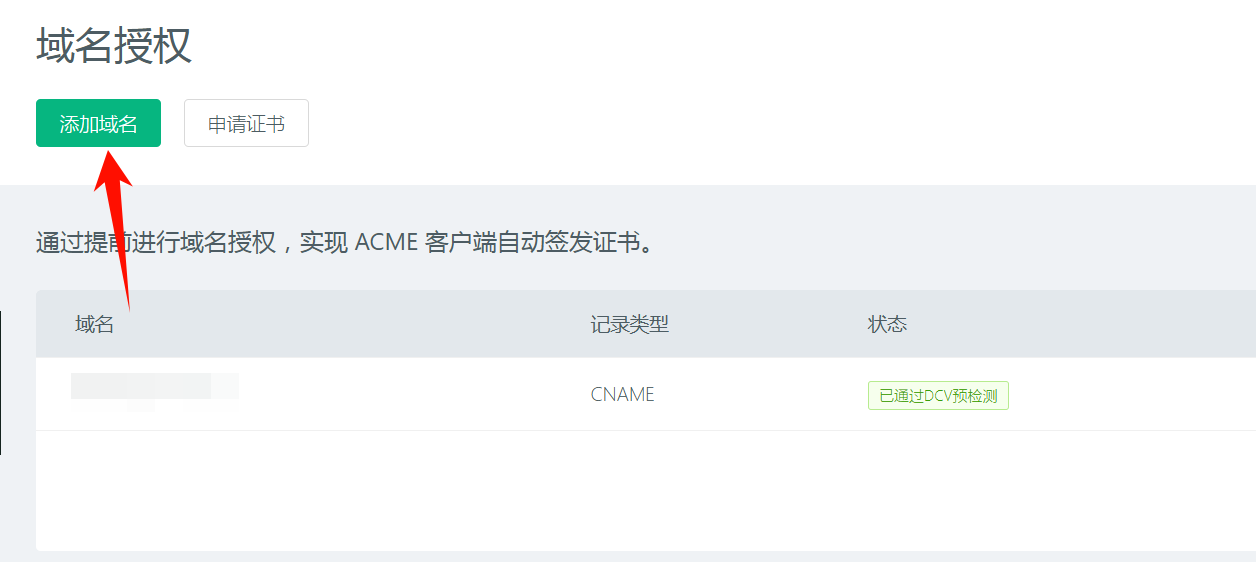 域名授权
添加域名 申请证书
通过提前进行域名授权，实现 ACME 客户端自动签发证书。
域名 记录类型 状态
CNAME 已通过DCV预检测